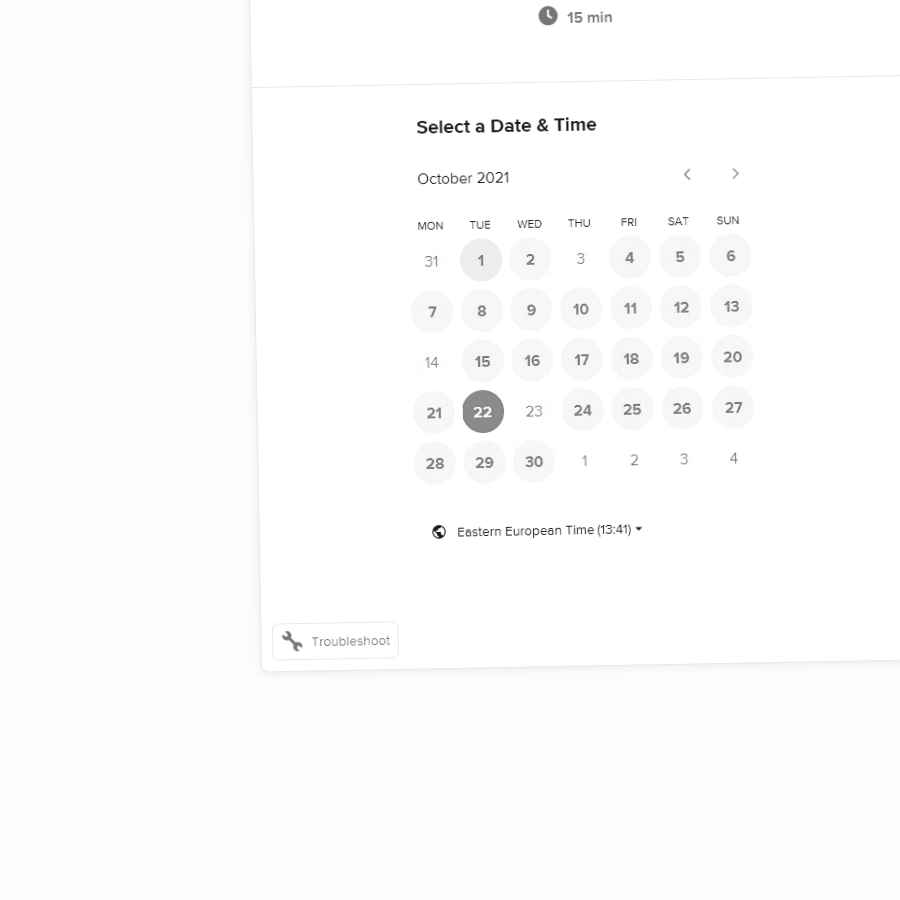 15 min
Select a Date & Time
October 2021
MON TUE WED THU FRI SAT SUN
31 1 2 3 4 5 6
7 8 9 10 11 12 13
14 15 16 17 18 19 20
21 22 23 24 25 26 27
28 29 30 1 2 3 4
Eastern European Time (13:41)
Troubleshoot